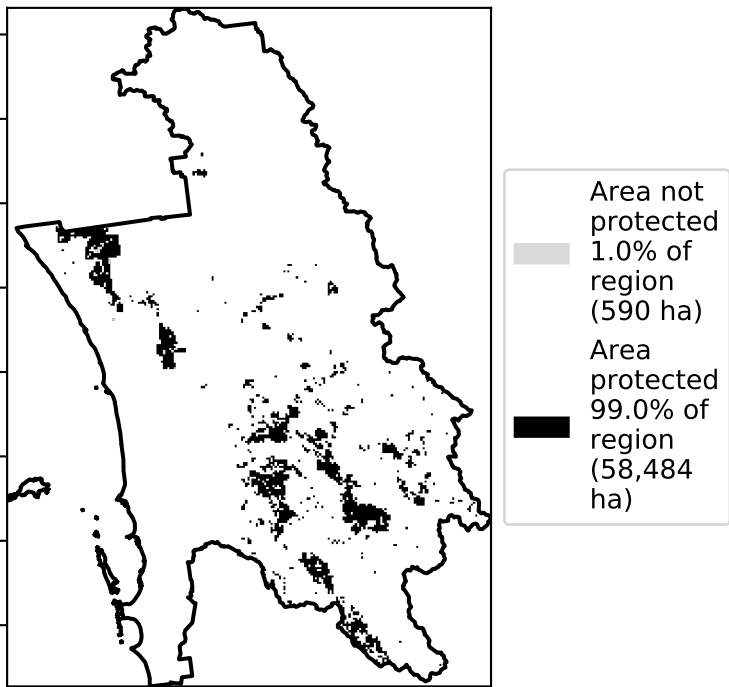 Area not
protected
1.0% of
region
(590 ha)
Area
protected
99.0% of
region
(58,484
ha)